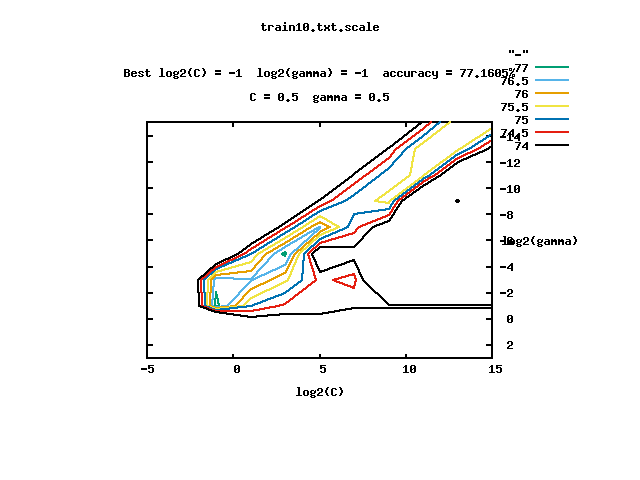 train10.txt.scale
"-"
Best log2(C) = -1  log2(gamma) = -1  accuracy = 77.1605%
77
76.5
C = 0.5  gamma = 0.5
76
75.5
75
74.5
74
-14
-12
-10
-8
-6
log2(gamma)
-4
-2
0
2
-5 0 5 10 15
log2(C)